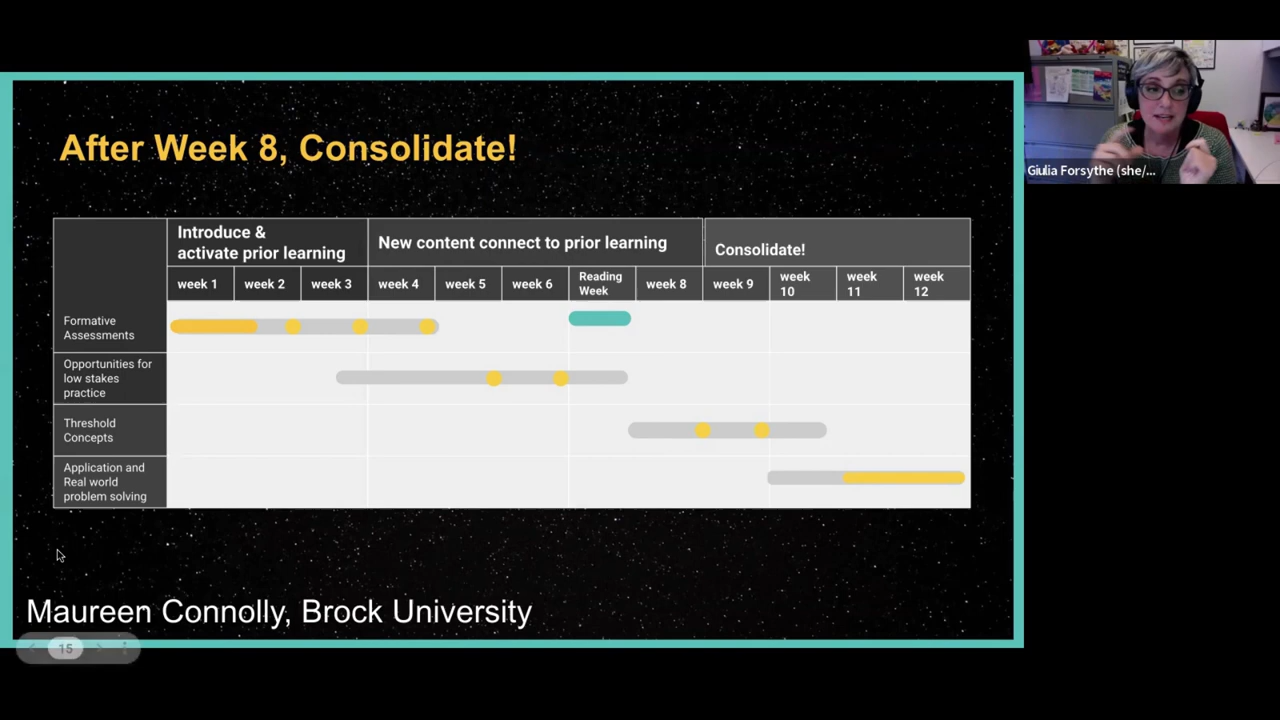 After Week 8, Consolidate!
Giulia Forsythe (she/...
Introduce &
activate prior learning
New content connect to prior learning
Consolidate!
week 1
week 2
week 3
week 4
week 5
week 6
Reading
Week
week 8
week 9
week
10
week
11
week
12
Formative
Assessments
Opportunities for
low stakes
practice
Threshold
Concepts
Application and
Real world
problem solving
Maureen Connolly, Brock University
15